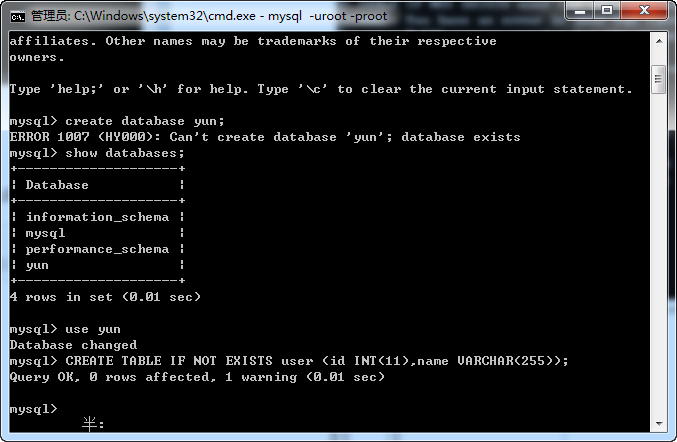 管理员: C:\Windows\system32\cmd.exe - mysql  -uroot -proot
affiliates. Other names may be trademarks of their respective
owners.
Type 'help;' or '\h' for help. Type '\c' to clear the current input statement.
mysql> create database yun;
ERROR 1007 (HY000): Can't create database 'yun'; database exists
mysql> show databases;
+--------------------+
¦ Database           ¦
+--------------------+
¦ information_schema ¦
¦ mysql              ¦
¦ performance_schema ¦
¦ yun                ¦
+--------------------+
4 rows in set (0.01 sec)
mysql> use yun
Database changed
mysql> CREATE TABLE IF NOT EXISTS user (id INT(11),name VARCHAR(255));
Query OK, 0 rows affected, 1 warning (0.01 sec)
mysql>
半: